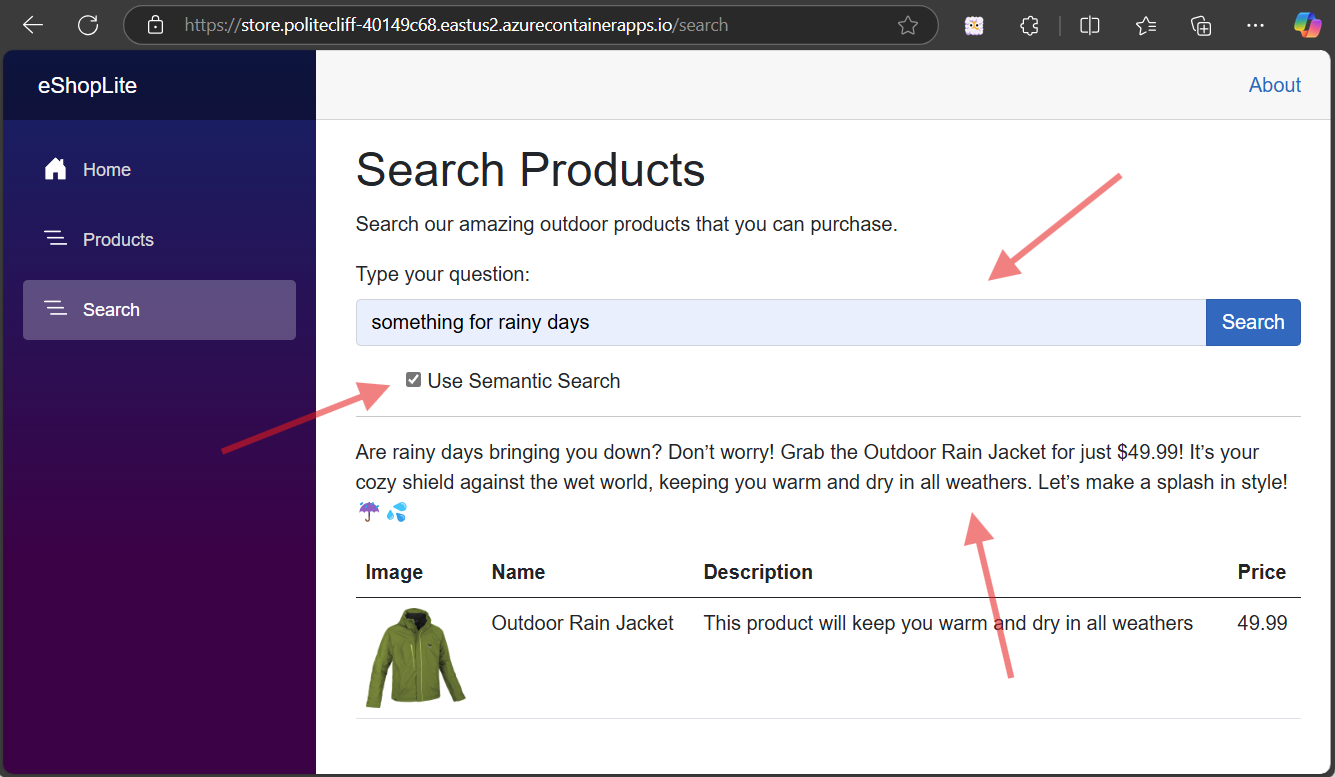 https://store.politecliff-40149c68.eastus2.azurecontainerapps.io/search
eShopLite
About
Home
Products
Search
Search Products
Search our amazing outdoor products that you can purchase.
Type your question:
something for rainy days
Search
Use Semantic Search
Are rainy days bringing you down? Don’t worry! Grab the Outdoor Rain Jacket for just $49.99! It’s your
cozy shield against the wet world, keeping you warm and dry in all weathers. Let’s make a splash in style!
☔ 💦
Image Name Description Price
Outdoor Rain Jacket This product will keep you warm and dry in all weathers 49.99